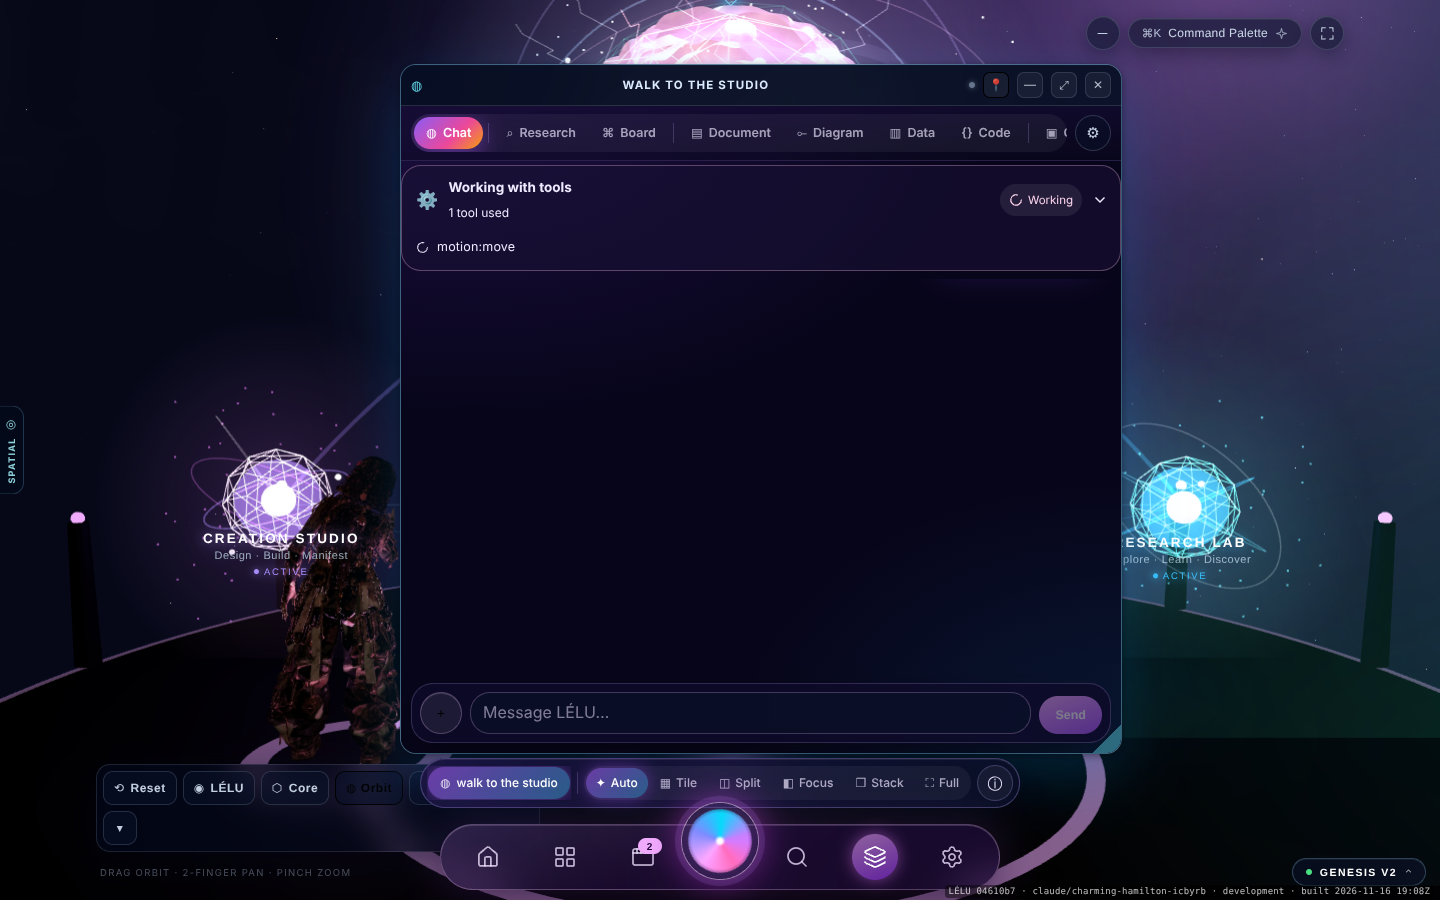 ⌘K Command Palette
WALK TO THE STUDIO
Chat
Research
Board
Document
Diagram
Data
{} Code
Working with tools
1 tool used
Working
motion:move
SPATIAL
CREATION STUDIO
Design · Build · Manifest
ACTIVE
ESEARCH LAB
plore · Learn · Discover
ACTIVE
+
Message LÉLU...
Send
Reset
LÉLU
Core
Orbit
walk to the studio
Auto
Tile
Split
Focus
Stack
Full
2
DRAG ORBIT · 2-FINGER PAN · PINCH ZOOM
GENESIS V2
LÉLU 04610b7 · claude/charming-hamilton-icbyrb · development · built 2026-11-16 19:08Z